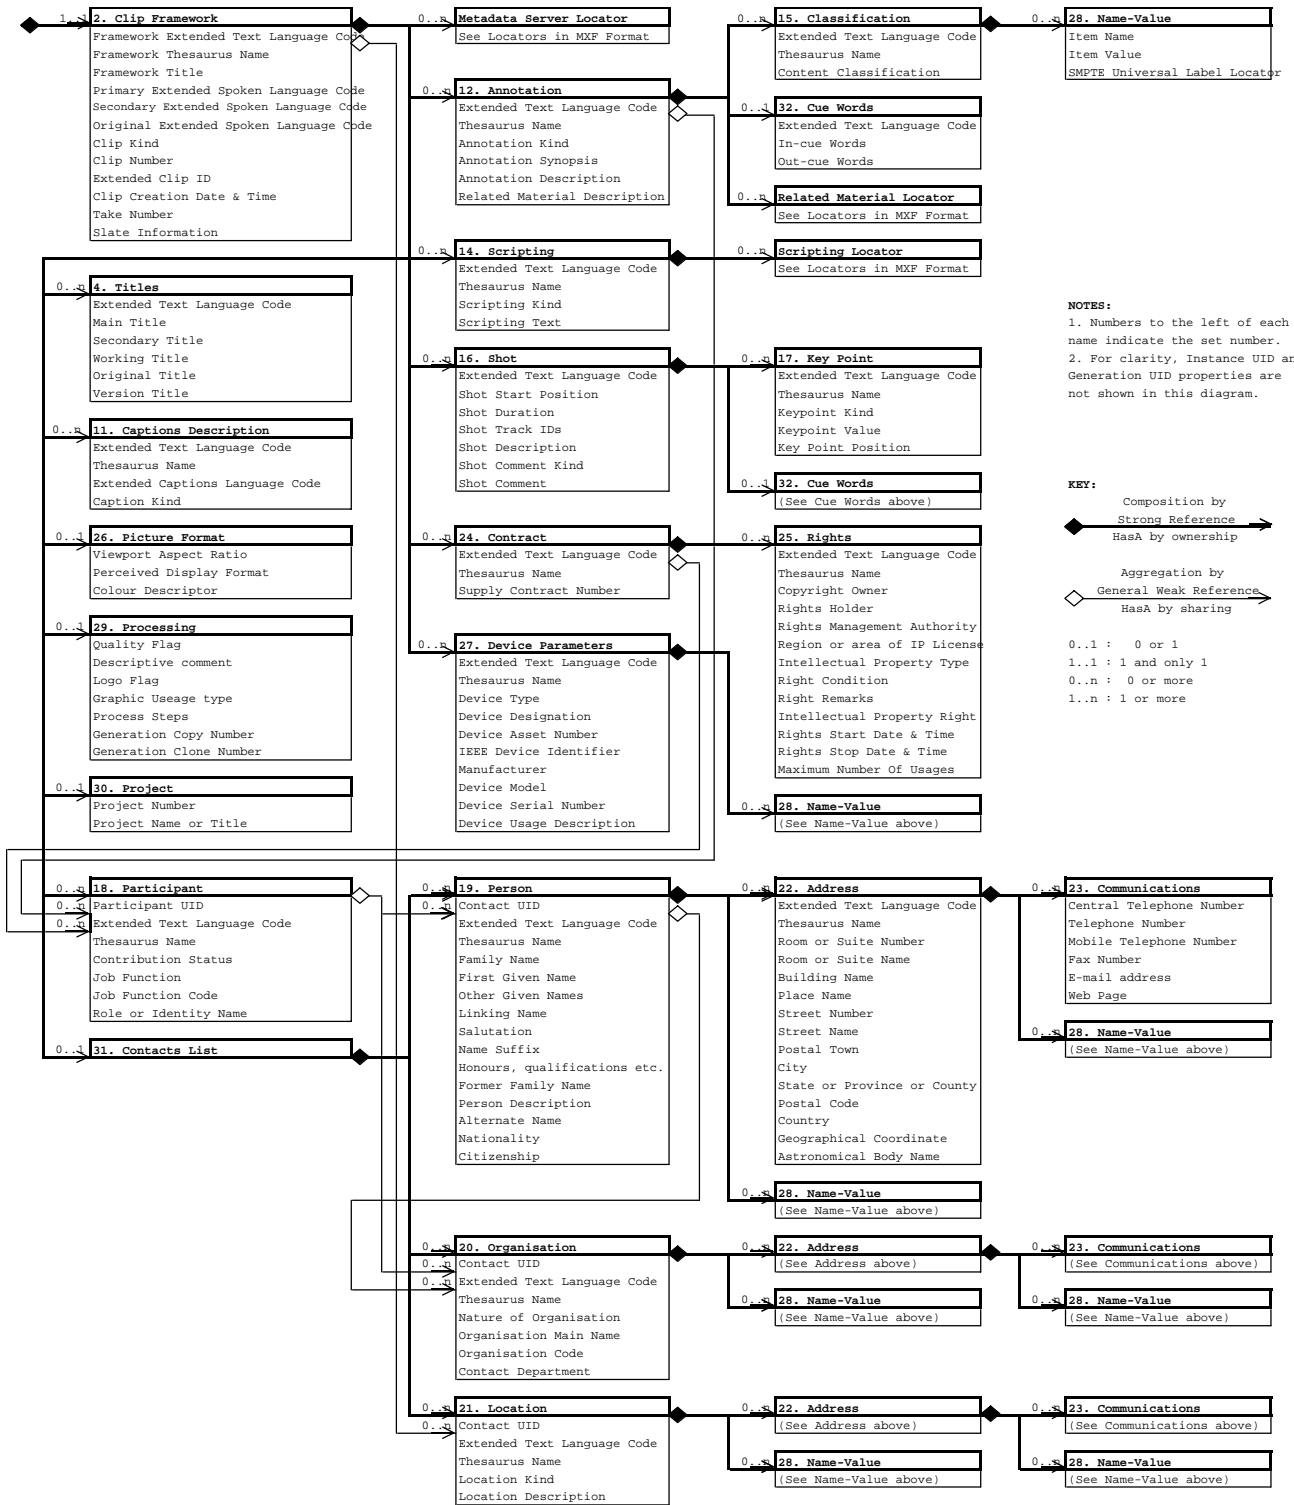 1..1
2. Clip Framework
Framework Extended Text Language Code
Framework Thesaurus Name
Framework Title
Primary Extended Spoken Language Code
Secondary Extended Spoken Language Code
Original Extended Spoken Language Code
Clip Kind
Clip Number
Extended Clip ID
Clip Creation Date & Time
Take Number
Slate Information
0..n
4. Titles
Extended Text Language Code
Main Title
Secondary Title
Working Title
Original Title
Version Title
0..n
11. Captions Description
Extended Text Language Code
Thesaurus Name
Extended Captions Language Code
Caption Kind
0..1
26. Picture Format
Viewport Aspect Ratio
Perceived Display Format
Colour Descriptor
0..1
29. Processing
Quality Flag
Descriptive comment
Logo Flag
Graphic Useage type
Process Steps
Generation Copy Number
Generation Clone Number
0..1
30. Project
Project Number
Project Name or Title
0..n
18. Participant
0..n
Participant UID
0..n
Extended Text Language Code
Thesaurus Name
Contribution Status
Job Function
Job Function Code
Role or Identity Name
0..1
31. Contacts List
0..n
Metadata Server Locator
See Locators in MXF Format
0..n
12. Annotation
Extended Text Language Code
Thesaurus Name
Annotation Kind
Annotation Synopsis
Annotation Description
Related Material Description
0..n
14. Scripting
Extended Text Language Code
Thesaurus Name
Scripting Kind
Scripting Text
0..n
16. Shot
Extended Text Language Code
Shot Start Position
Shot Duration
Shot Track IDs
Shot Description
Shot Comment Kind
Shot Comment
0..n
24. Contract
Extended Text Language Code
Thesaurus Name
Supply Contract Number
0..n
27. Device Parameters
Extended Text Language Code
Thesaurus Name
Device Type
Device Designation
Device Asset Number
IEEE Device Identifier
Manufacturer
Device Model
Device Serial Number
Device Usage Description
0..n
19. Person
0..n
Contact UID
Extended Text Language Code
Thesaurus Name
Family Name
First Given Name
Other Given Names
Linking Name
Salutation
Name Suffix
Honours, qualifications etc.
Former Family Name
Person Description
Alternate Name
Nationality
Citizenship
0..n
20. Organisation
0..n
Contact UID
0..n
Extended Text Language Code
Thesaurus Name
Nature of Organisation
Organisation Main Name
Organisation Code
Contact Department
0..n
21. Location
0..n
Contact UID
Extended Text Language Code
Thesaurus Name
Location Kind
Location Description
0..n
15. Classification
Extended Text Language Code
Thesaurus Name
Content Classification
0..1
32. Cue Words
Extended Text Language Code
In-cue Words
Out-cue Words
0..n
Related Material Locator
See Locators in MXF Format
0..n
Scripting Locator
See Locators in MXF Format
0..n
17. Key Point
Extended Text Language Code
Thesaurus Name
Keypoint Kind
Keypoint Value
Key Point Position
0..1
32. Cue Words
(See Cue Words above)
0..n
25. Rights
Extended Text Language Code
Thesaurus Name
Copyright Owner
Rights Holder
Rights Management Authority
Region or area of IP License
Intellectual Property Type
Right Condition
Right Remarks
Intellectual Property Right
Rights Start Date & Time
Rights Stop Date & Time
Maximum Number Of Usages
0..n
28. Name-Value
(See Name-Value above)
0..n
22. Address
Extended Text Language Code
Thesaurus Name
Room or Suite Number
Room or Suite Name
Building Name
Place Name
Street Number
Street Name
Postal Town
City
State or Province or County
Postal Code
Country
Geographical Coordinate
Astronomical Body Name
0..n
28. Name-Value
(See Name-Value above)
0..n
22. Address
(See Address above)
0..n
28. Name-Value
(See Name-Value above)
0..n
22. Address
(See Address above)
0..n
28. Name-Value
(See Name-Value above)
0..n
28. Name-Value
Item Name
Item Value
SMPTE Universal Label Locator
NOTES:
1. Numbers to the left of each
name indicate the set number.
2. For clarity, Instance UID an
Generation UID properties are
not shown in this diagram.
KEY:
Composition by
Strong Reference
HasA by ownership
Aggregation by
General Weak Reference
HasA by sharing
0..1 : 0 or 1
1..1 : 1 and only 1
0..n : 0 or more
1..n : 1 or more
0..n
23. Communications
Central Telephone Number
Telephone Number
Mobile Telephone Number
Fax Number
E-mail address
Web Page
0..n
28. Name-Value
(See Name-Value above)
0..n
23. Communications
(See Communications above)
0..n
28. Name-Value
(See Name-Value above)
0..n
23. Communications
(See Communications above)
0..n
28. Name-Value
(See Name-Value above)